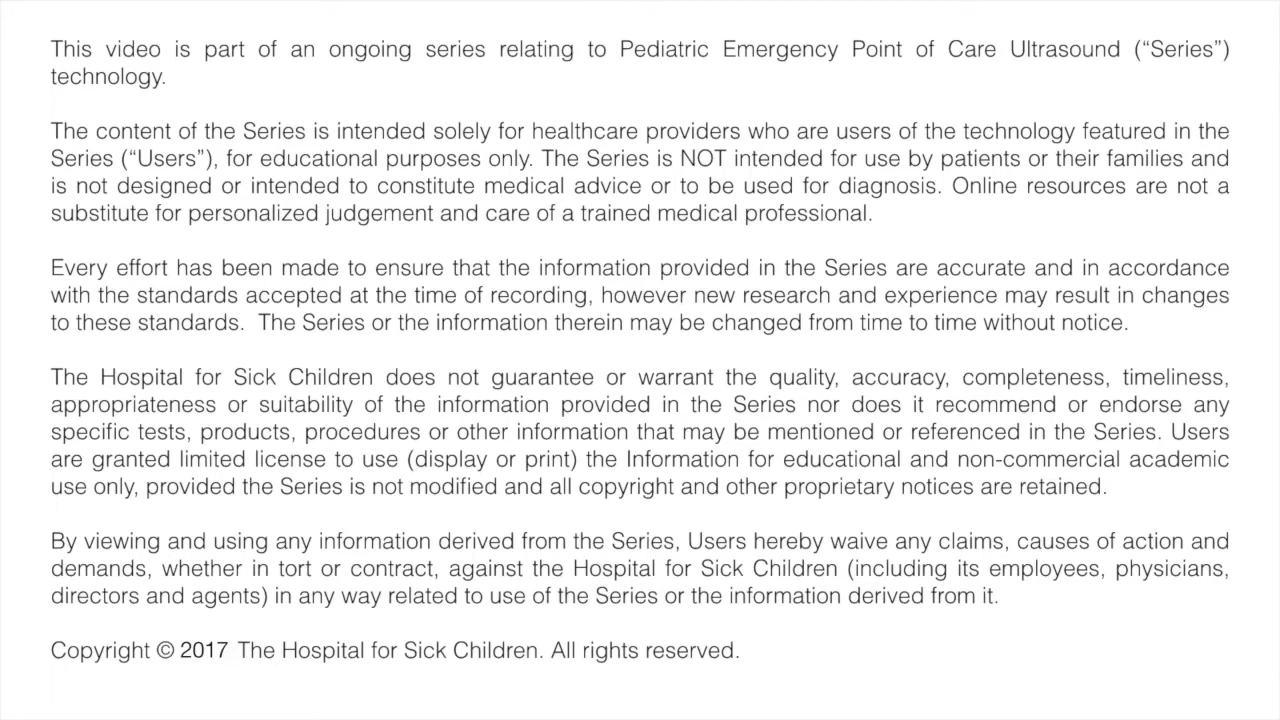 This video is part of an ongoing series relating to Pediatric Emergency Point of Care Ultrasound (“Series”)
technology.
The content of the Series is intended solely for healthcare providers who are users of the technology featured in the
Series (“Users”), for educational purposes only. The Series is NOT intended for use by patients or their families and
is not designed or intended to constitute medical advice or to be used for diagnosis. Online resources are not a
substitute for personalized judgement and care of a trained medical professional.
Every effort has been made to ensure that the information provided in the Series are accurate and in accordance
with the standards accepted at the time of recording, however new research and experience may result in changes
to these standards.  The Series or the information therein may be changed from time to time without notice.
The Hospital for Sick Children does not guarantee or warrant the quality, accuracy, completeness, timeliness,
appropriateness or suitability of the information provided in the Series nor does it recommend or endorse any
specific tests, products, procedures or other information that may be mentioned or referenced in the Series. Users
are granted limited license to use (display or print) the Information for educational and non-commercial academic
use only, provided the Series is not modified and all copyright and other proprietary notices are retained.
By viewing and using any information derived from the Series, Users hereby waive any claims, causes of action and
demands, whether in tort or contract, against the Hospital for Sick Children (including its employees, physicians,
directors and agents) in any way related to use of the Series or the information derived from it.
Copyright © 2017 The Hospital for Sick Children. All rights reserved.